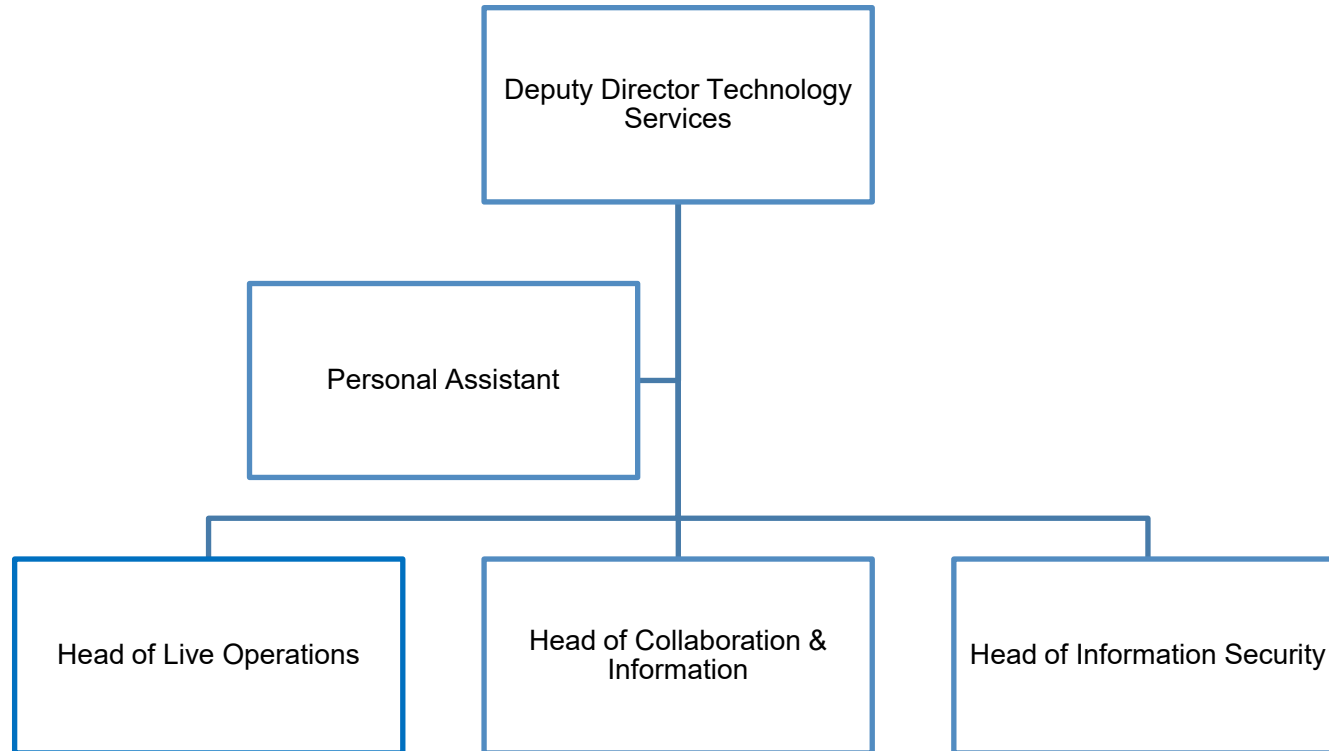 Deputy Director Technology
Services
Personal Assistant
Head of Live Operations
Head of Collaboration &
Information
Head of Information Security